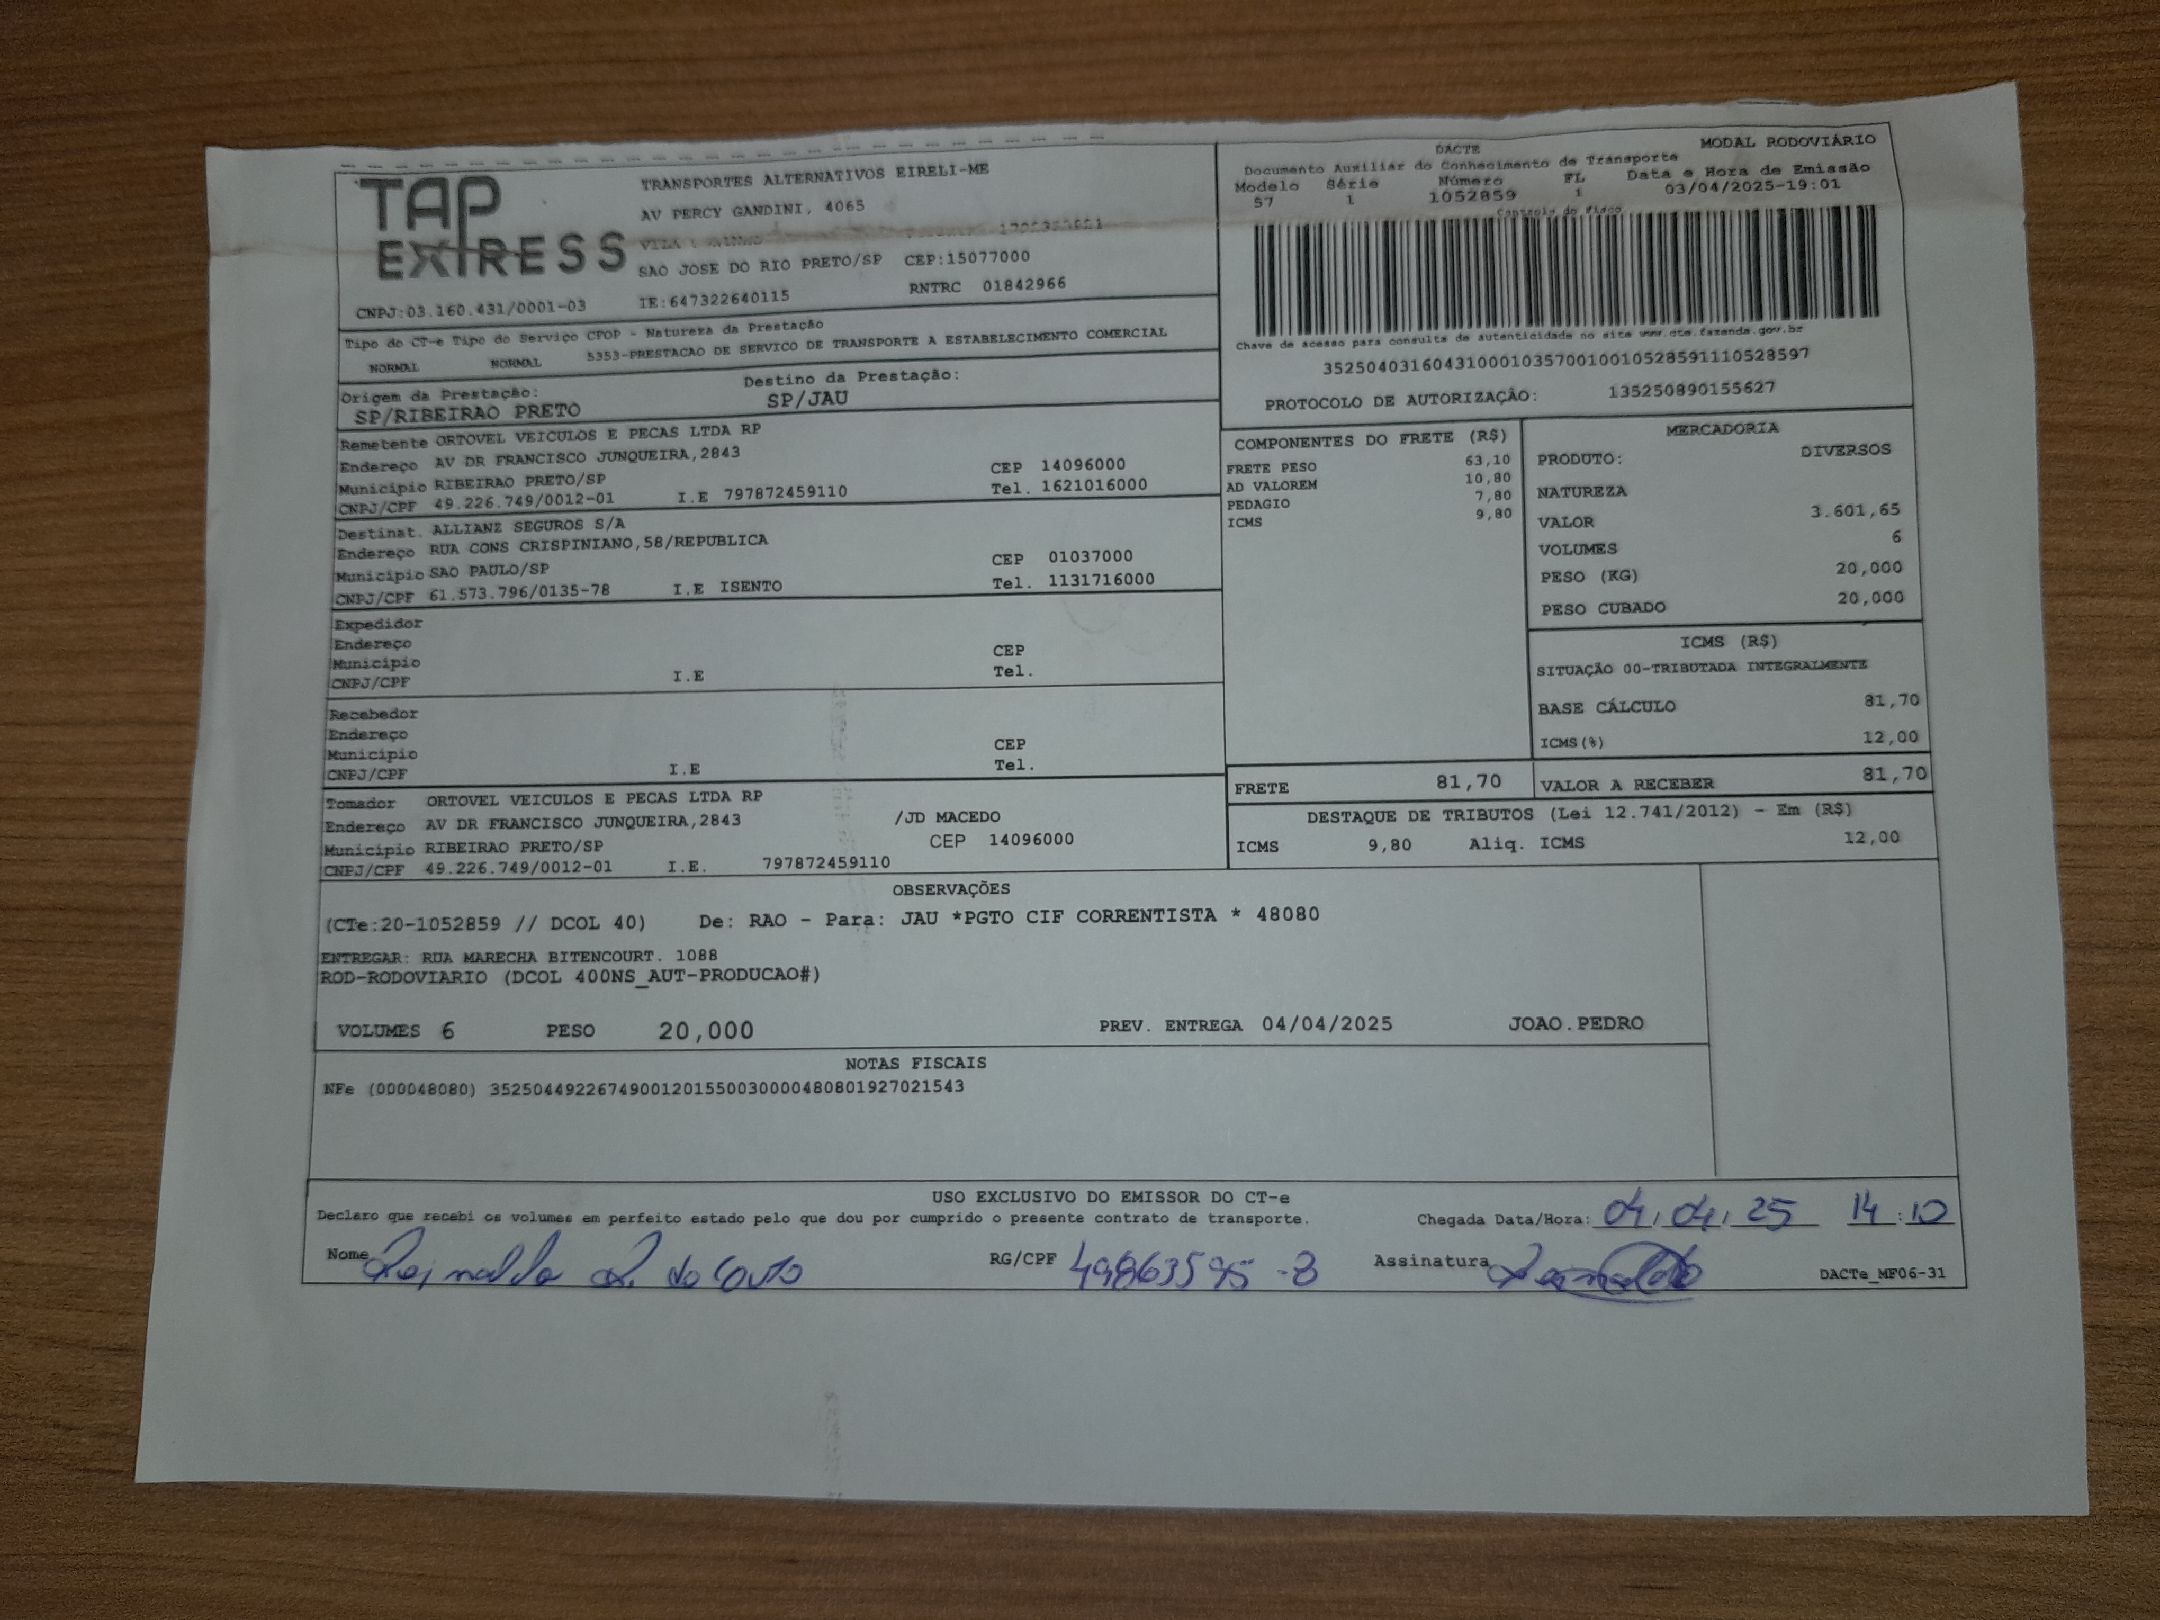 TAP
EXPRESS
TRANSPORTES ALTERNATIVOS EIRELI-ME
AV PERCY GANDINI, 4065
SAO JOSE DO RIO PRETO/SP CEP:15077000
CNPJ:03.160.431/0001-03 IE:647322640115 RNTRC 01842966
DACTE MODAL RODOVIÁRIO
Documento Auxiliar do Conhecimento de Transporte
Modelo Série Número FL Data e Hora de Emissão
57 1 1052859 1 03/04/2025-19:01
Controle do Fisco
Chave de acesso para consulta de autenticidade no site www.cte.fazenda.gov.br
35250403160431000103570010010528591110528597
PROTOCOLO DE AUTORIZAÇÃO: 135250890155627
Tipo do CT-e Tipo do Serviço CFOP - Natureza da Prestação
NORMAL NORMAL 5353-PRESTACAO DE SERVICO DE TRANSPORTE A ESTABELECIMENTO COMERCIAL
Origem da Prestação: Destino da Prestação:
SP/RIBEIRAO PRETO SP/JAU
Remetente ORTOVEL VEICULOS E PECAS LTDA RP
Endereço AV DR FRANCISCO JUNQUEIRA,2843 CEP 14096000
Município RIBEIRAO PRETO/SP Tel. 1621016000
CNPJ/CPF 49.226.749/0012-01 I.E 797872459110
Destinat. ALLIANZ SEGUROS S/A
Endereço RUA CONS CRISPINIANO,58/REPUBLICA CEP 01037000
Município SAO PAULO/SP Tel. 1131716000
CNPJ/CPF 61.573.796/0135-78 I.E ISENTO
Expedidor
Endereço CEP
Município Tel.
CNPJ/CPF I.E
Recebedor
Endereço CEP
Município Tel.
CNPJ/CPF I.E
Tomador ORTOVEL VEICULOS E PECAS LTDA RP
Endereço AV DR FRANCISCO JUNQUEIRA,2843 /JD MACEDO
Município RIBEIRAO PRETO/SP CEP 14096000
CNPJ/CPF 49.226.749/0012-01 I.E. 797872459110
COMPONENTES DO FRETE (R$)
FRETE PESO 63,10
AD VALOREM 10,80
PEDAGIO 7,80
ICMS 9,80
MERCADORIA
PRODUTO: DIVERSOS
NATUREZA
VALOR 3.601,65
VOLUMES 6
PESO (KG) 20,000
PESO CUBADO 20,000
ICMS (R$)
SITUAÇÃO 00-TRIBUTADA INTEGRALMENTE
BASE CÁLCULO 81,70
ICMS(%) 12,00
FRETE 81,70 VALOR A RECEBER 81,70
DESTAQUE DE TRIBUTOS (Lei 12.741/2012) - Em (R$)
ICMS 9,80 Aliq. ICMS 12,00
OBSERVAÇÕES
(CTe:20-1052859 // DCOL 40) De: RAO - Para: JAU *PGTO CIF CORRENTISTA * 48080
ENTREGAR: RUA MARECHA BITENCOURT. 1088
ROD-RODOVIARIO (DCOL 400NS_AUT-PRODUCAO#)
VOLUMES 6 PESO 20,000 PREV. ENTREGA 04/04/2025 JOAO.PEDRO
NOTAS FISCAIS
NFe (000048080) 35250449226749001201550030000480801927021543
USO EXCLUSIVO DO EMISSOR DO CT-e
Declaro que recebi os volumes em perfeito estado pelo que dou por cumprido o presente contrato de transporte. Chegada Data/Hora: 04/04/25 14:10
Nome Reinaldo R. do Couto RG/CPF 49863595-8 Assinatura
DACTe_MF06-31